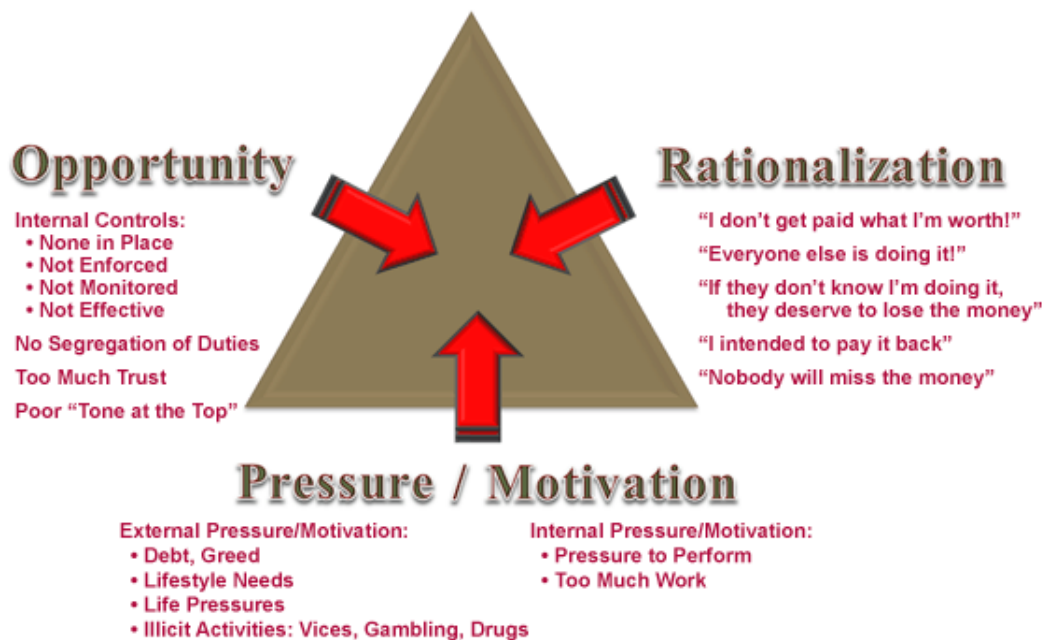 Opportunity
Internal Controls:
• None in Place
• Not Enforced
• Not Monitored
• Not Effective
No Segregation of Duties
Too Much Trust
Poor “Tone at the Top”
Rationalization
“I don’t get paid what I’m worth!”
“Everyone else is doing it!”
“If they don’t know I’m doing it,
they deserve to lose the money”
“I intended to pay it back”
“Nobody will miss the money”
Pressure / Motivation
External Pressure/Motivation:
• Debt, Greed
• Lifestyle Needs
• Life Pressures
• Illicit Activities: Vices, Gambling, Drugs
Internal Pressure/Motivation:
• Pressure to Perform
• Too Much Work